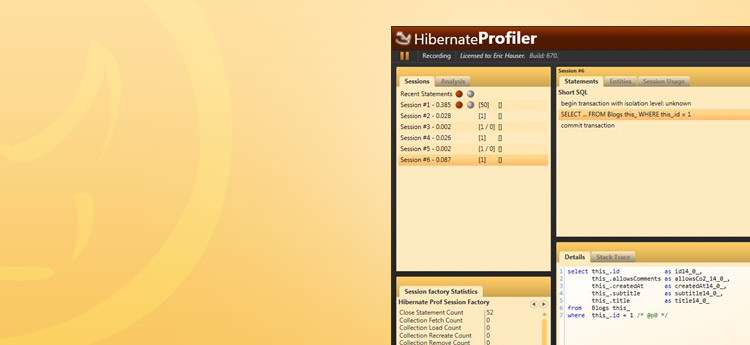 HibernateProfiler
Recording Licensed to: Eric Hauser. Build: 670.
Sessions Analysis
Recent Statements
Session #1 - 0.385 [50] []
Session #2 - 0.028 [1] []
Session #3 - 0.002 [1 / 0] []
Session #4 - 0.026 [1] []
Session #5 - 0.002 [1 / 0] []
Session #6 - 0.087 [1] []
Session #6
Statements Entities Session Usage
Short SQL
begin transaction with isolation level: unknown
SELECT ... FROM Blogs this_ WHERE this_.id = 1
commit transaction
Session factory Statistics
Hibernate Prof Session Factory
Close Statement Count 52
Collection Fetch Count 0
Collection Load Count 0
Collection Recreate Count 0
Collection Remove Count 0
Details Stack Trace
1 select this_.id as id14_0_,
2 this_.allowsComments as allowsCo2_14_0_,
3 this_.createdAt as createdAt14_0_,
4 this_.subtitle as subtitle14_0_,
5 this_.title as title14_0_
6 from Blogs this_
7 where this_.id = 1 /* @p0 */